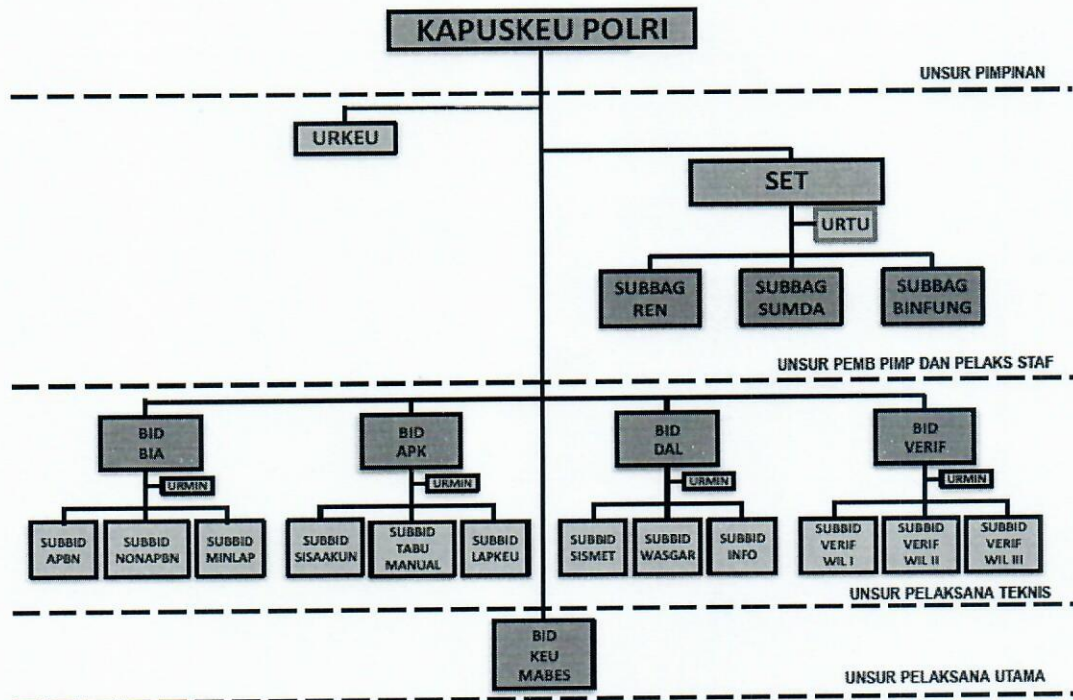 KAPUSKEU POLRI
UNSUR PIMPINAN
URKEU
SET
URTU
SUBBAG
REN
SUBBAG
SUMDA
SUBBAG
BINFUNG
UNSUR PEMB PIMP DAN PELAKS STAF
BID
BIA
BID
APK
BID
DAL
BID
VERIF
URMIN
URMIN
URMIN
URMIN
SUBBID
APBN
SUBBID
NONAPBN
SUBBID
MINLAP
SUBBID
SISAAKUN
SUBBID
TABU
MANUAL
SUBBID
LAPKEU
SUBBID
SISMET
SUBBID
WASGAR
SUBBID
INFO
SUBBID
VERIF
WIL I
SUBBID
VERIF
WIL II
SUBBID
VERIF
WIL III
UNSUR PELAKSANA TEKNIS
BID
KEU
MABES
UNSUR PELAKSANA UTAMA